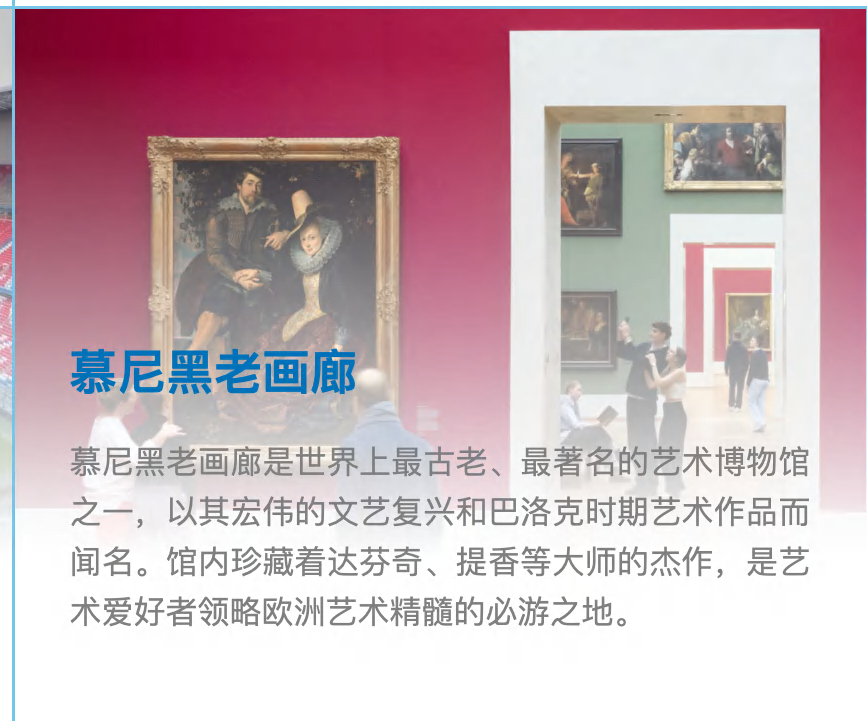 慕尼黑老画廊
慕尼黑老画廊是世界上最古老、最著名的艺术博物馆
之一，以其宏伟的文艺复兴和巴洛克时期艺术作品而
闻名。馆内珍藏着达芬奇、提香等大师的杰作，是艺
术爱好者领略欧洲艺术精髓的必游之地。